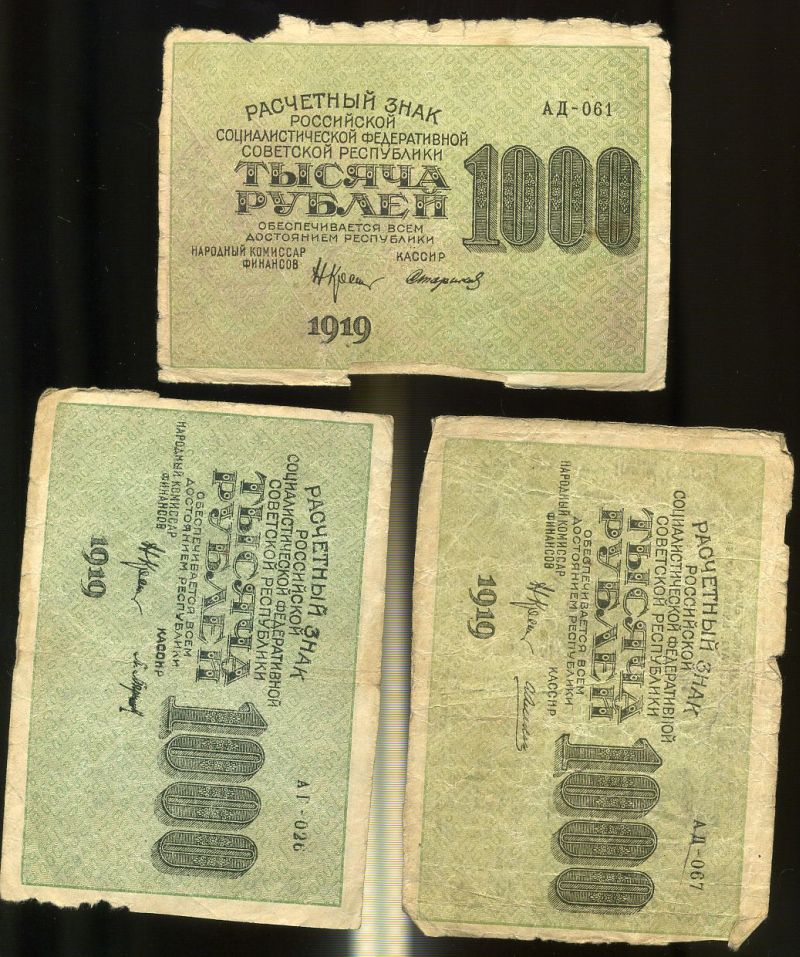 РАСЧЕТНЫЙ ЗНАК
РОССИЙСКОЙ
СОЦИАЛИСТИЧЕСКОЙ ФЕДЕРАТИВНОЙ
СОВЕТСКОЙ РЕСПУБЛИКИ
ТЫСЯЧА
РУБЛЕЙ
ОБЕСПЕЧИВАЕТСЯ ВСЕМ
ДОСТОЯНИЕМ РЕСПУБЛИКИ
НАРОДНЫЙ КОМИССАР
ФИНАНСОВ
КАССИР
1919
АД-061
1000
РАСЧЕТНЫЙ ЗНАК
РОССИЙСКОЙ
СОЦИАЛИСТИЧЕСКОЙ ФЕДЕРАТИВНОЙ
СОВЕТСКОЙ РЕСПУБЛИКИ
ТЫСЯЧА
РУБЛЕЙ
ОБЕСПЕЧИВАЕТСЯ ВСЕМ
ДОСТОЯНИЕМ РЕСПУБЛИКИ
НАРОДНЫЙ КОМИССАР
ФИНАНСОВ
КАССИР
1919
АГ-026
1000
РАСЧЕТНЫЙ ЗНАК
РОССИЙСКОЙ
СОЦИАЛИСТИЧЕСКОЙ ФЕДЕРАТИВНОЙ
СОВЕТСКОЙ РЕСПУБЛИКИ
ТЫСЯЧА
РУБЛЕЙ
ОБЕСПЕЧИВАЕТСЯ ВСЕМ
ДОСТОЯНИЕМ РЕСПУБЛИКИ
НАРОДНЫЙ КОМИССАР
ФИНАНСОВ
КАССИР
1919
АД-067
1000